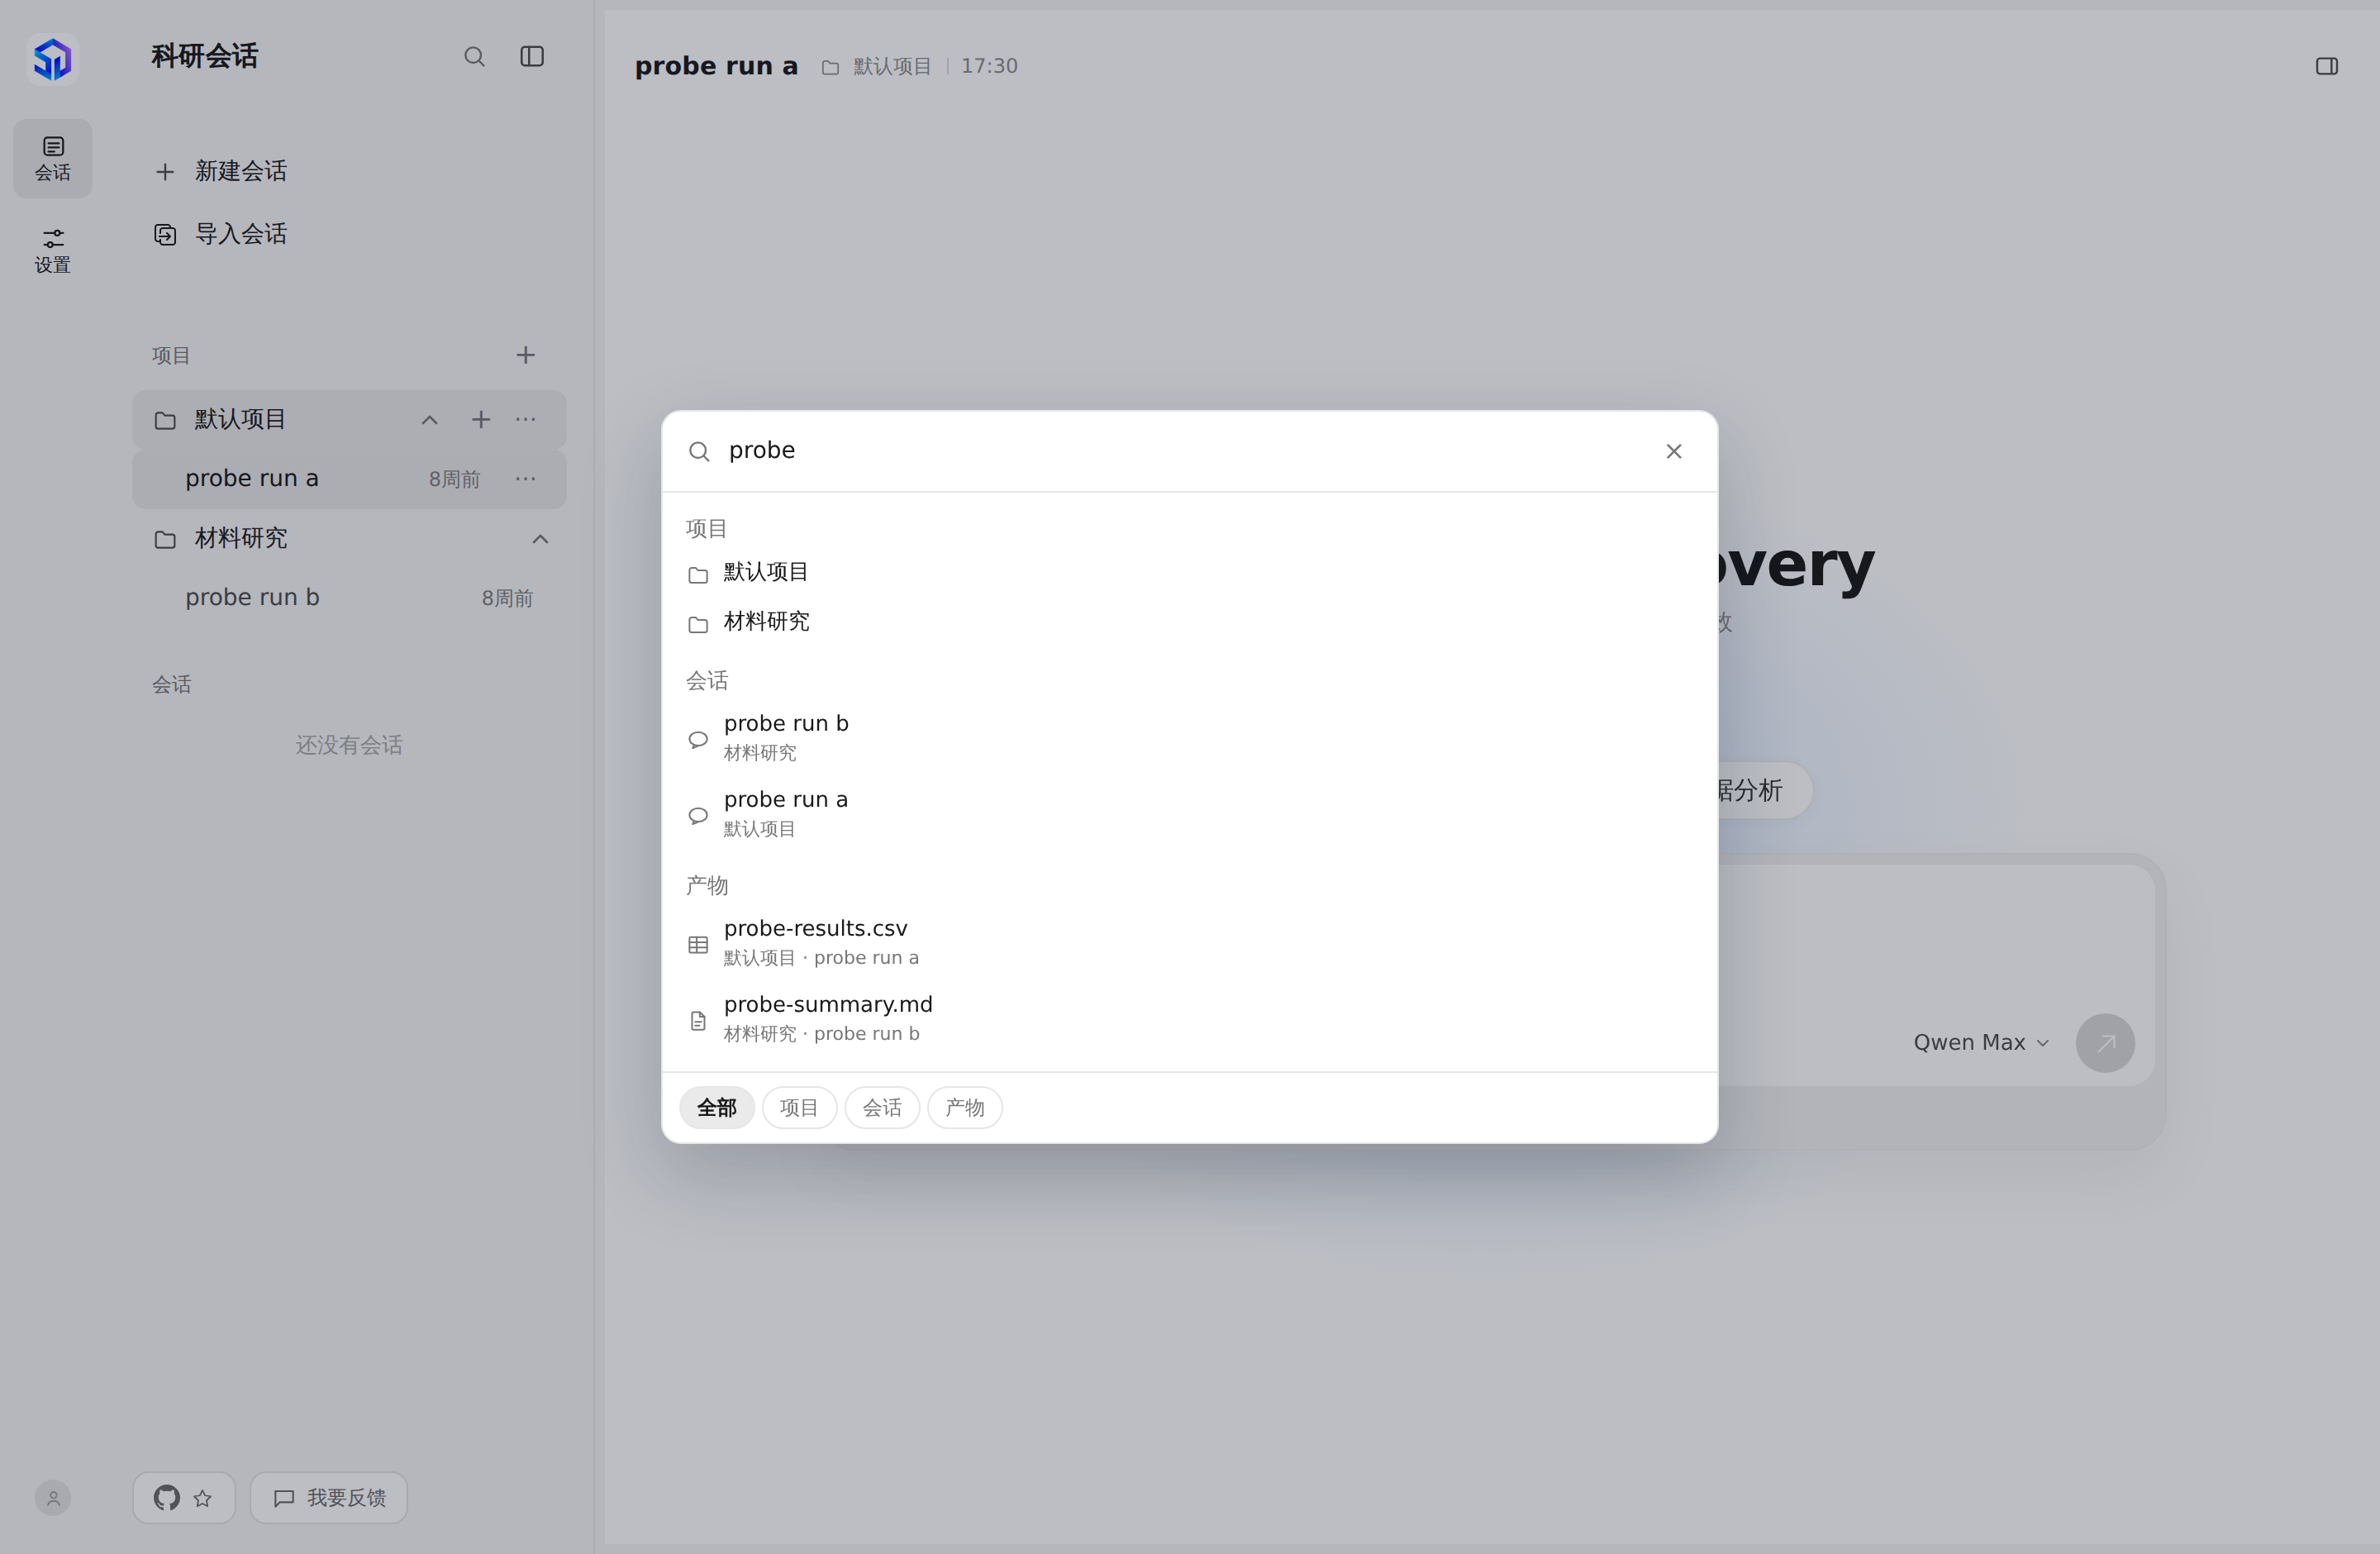 科研会话
会话
设置
新建会话
导入会话
项目
默认项目
probe run a 8周前
材料研究
probe run b 8周前
会话
还没有会话
我要反馈
probe run a 默认项目 17:30
probe
项目
默认项目
材料研究
会话
probe run b
材料研究
probe run a
默认项目
产物
probe-results.csv
默认项目 · probe run a
probe-summary.md
材料研究 · probe run b
全部 项目 会话 产物
overy
分析
Qwen Max